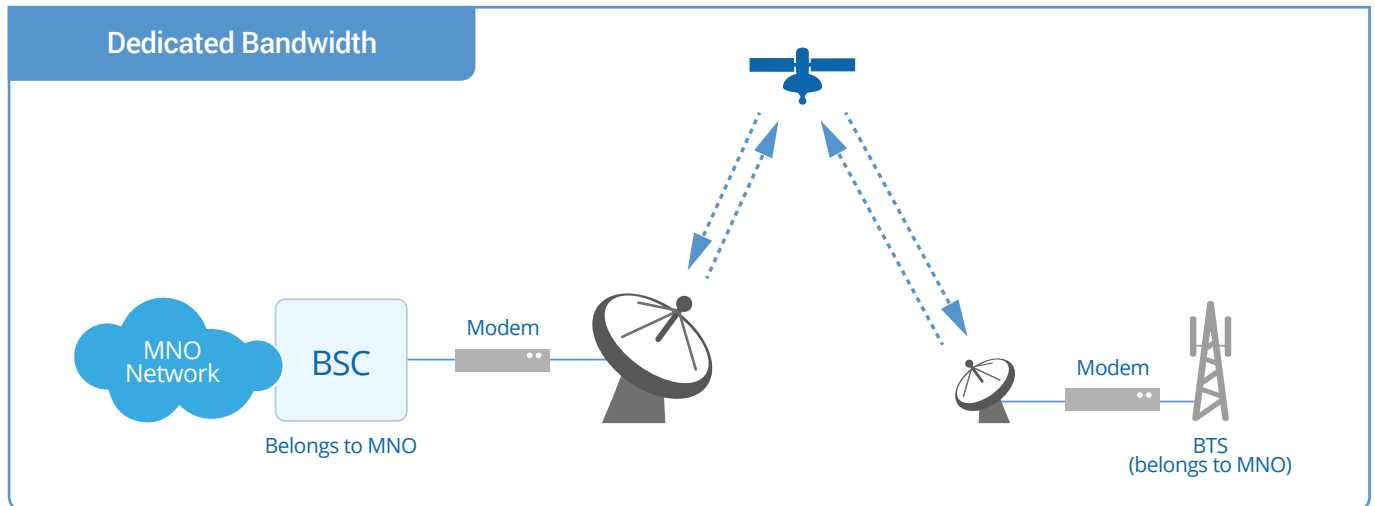 Dedicated Bandwidth
MNO
Network
BSC
Modem
Belongs to MNO
Modem
BTS
(belongs to MNO)